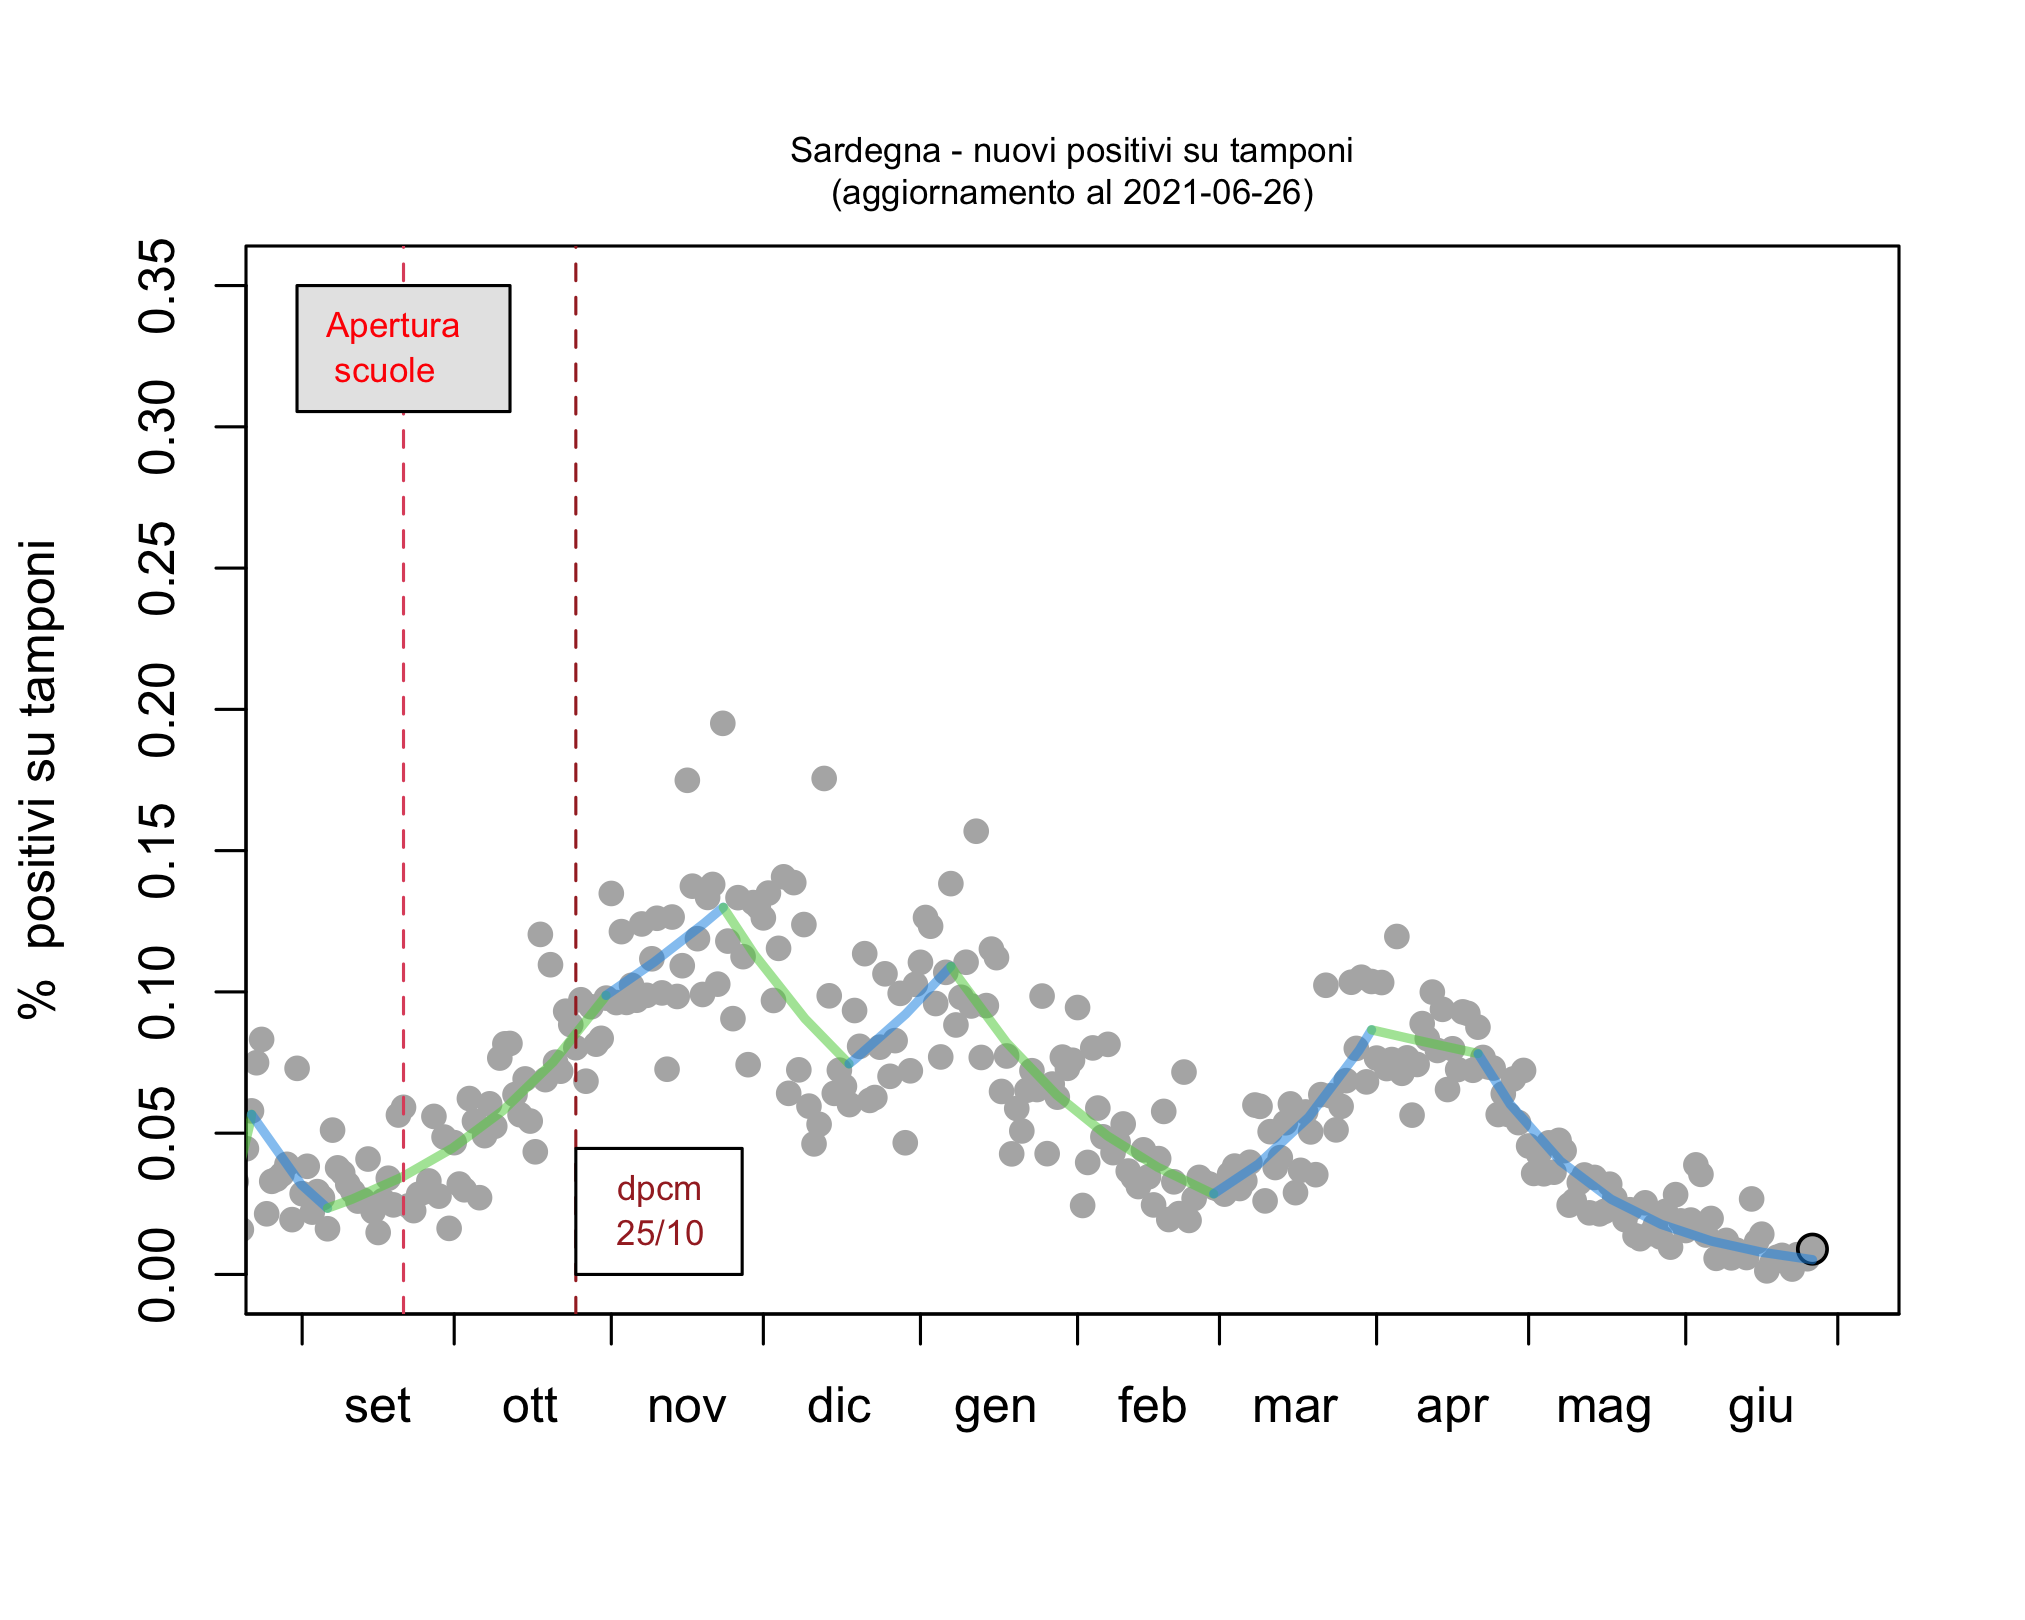 Sardegna - nuovi positivi su tamponi
(aggiornamento al 2021-06-26)
% positivi su tamponi
0.35
0.30
0.25
0.20
0.15
0.10
0.05
0.00
Apertura
scuole
dpcm
25/10
set ott nov dic gen feb mar apr mag giu